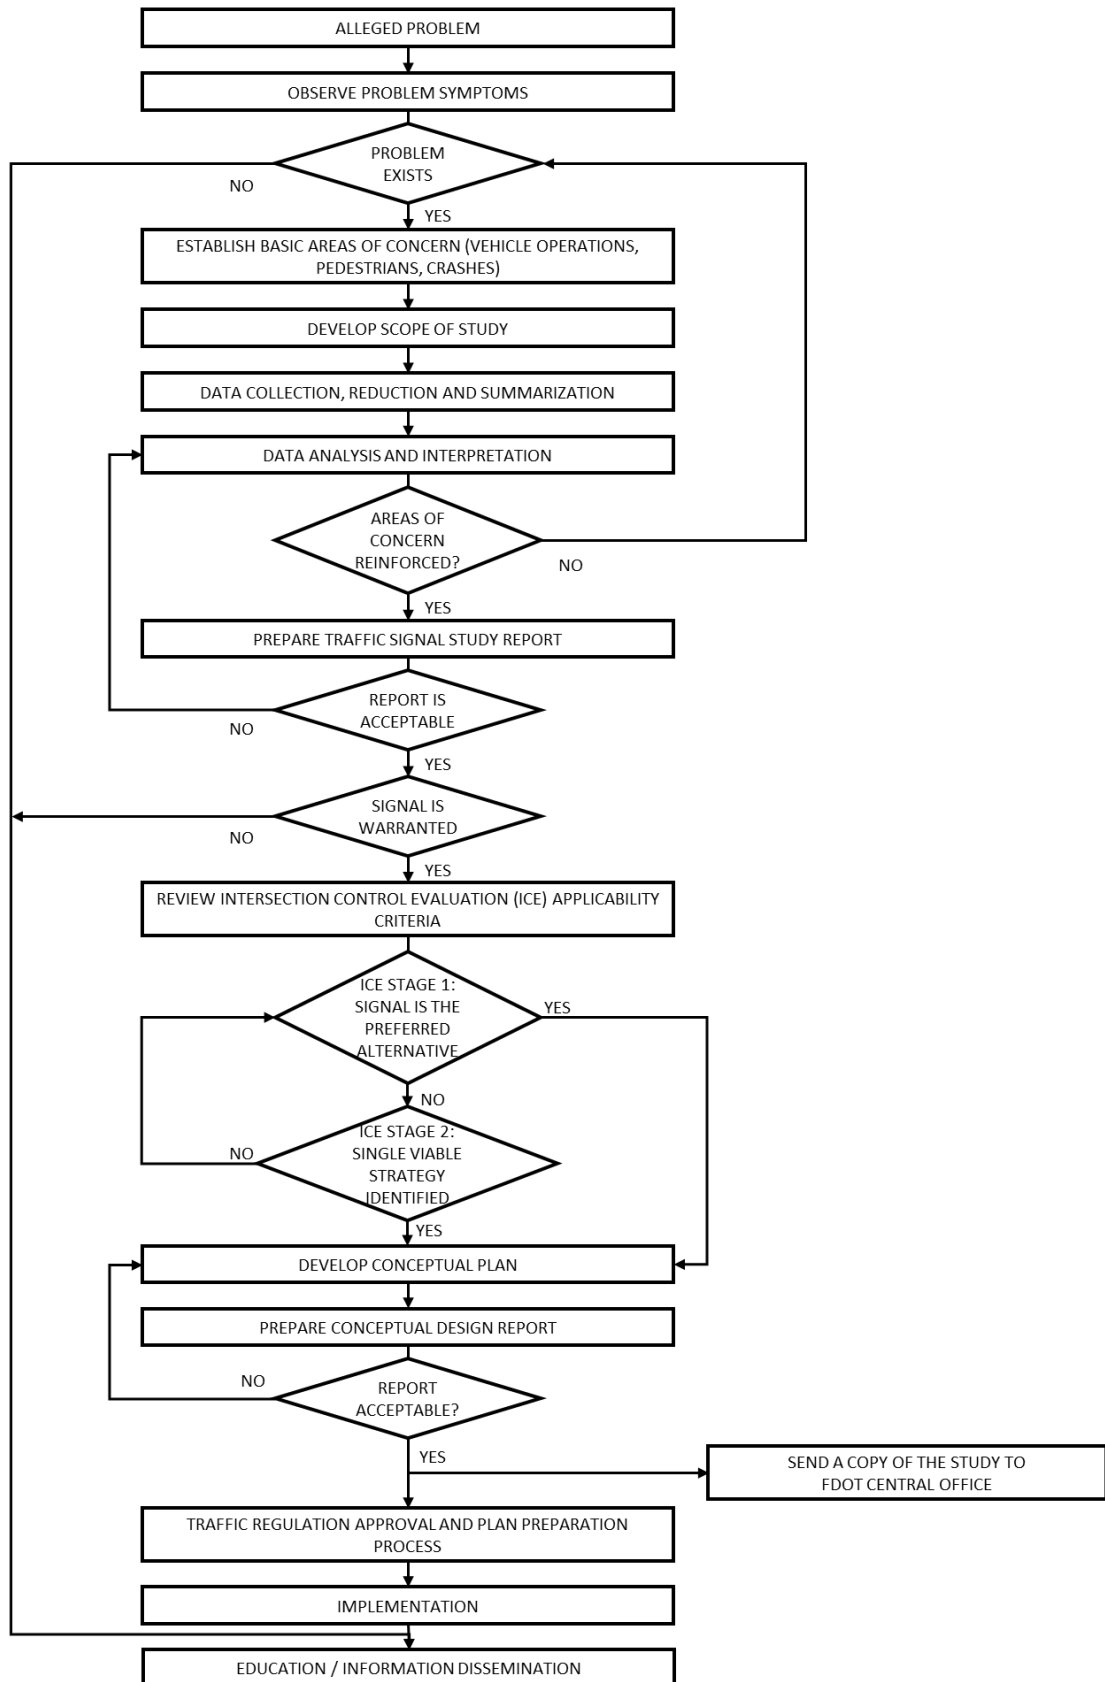 ALLEGED PROBLEM
OBSERVE PROBLEM SYMPTOMS
PROBLEM
EXISTS
NO
YES
ESTABLISH BASIC AREAS OF CONCERN (VEHICLE OPERATIONS,
PEDESTRIANS, CRASHES)
DEVELOP SCOPE OF STUDY
DATA COLLECTION, REDUCTION AND SUMMARIZATION
DATA ANALYSIS AND INTERPRETATION
AREAS OF
CONCERN
REINFORCED?
NO
YES
PREPARE TRAFFIC SIGNAL STUDY REPORT
REPORT IS
ACCEPTABLE
NO
YES
SIGNAL IS
WARRANTED
NO
YES
REVIEW INTERSECTION CONTROL EVALUATION (ICE) APPLICABILITY
CRITERIA
ICE STAGE 1:
SIGNAL IS THE
PREFERRED
ALTERNATIVE
YES
NO
ICE STAGE 2:
SINGLE VIABLE
STRATEGY
IDENTIFIED
NO
YES
DEVELOP CONCEPTUAL PLAN
PREPARE CONCEPTUAL DESIGN REPORT
REPORT
ACCEPTABLE?
NO
YES
SEND A COPY OF THE STUDY TO
FDOT CENTRAL OFFICE
TRAFFIC REGULATION APPROVAL AND PLAN PREPARATION
PROCESS
IMPLEMENTATION
EDUCATION / INFORMATION DISSEMINATION